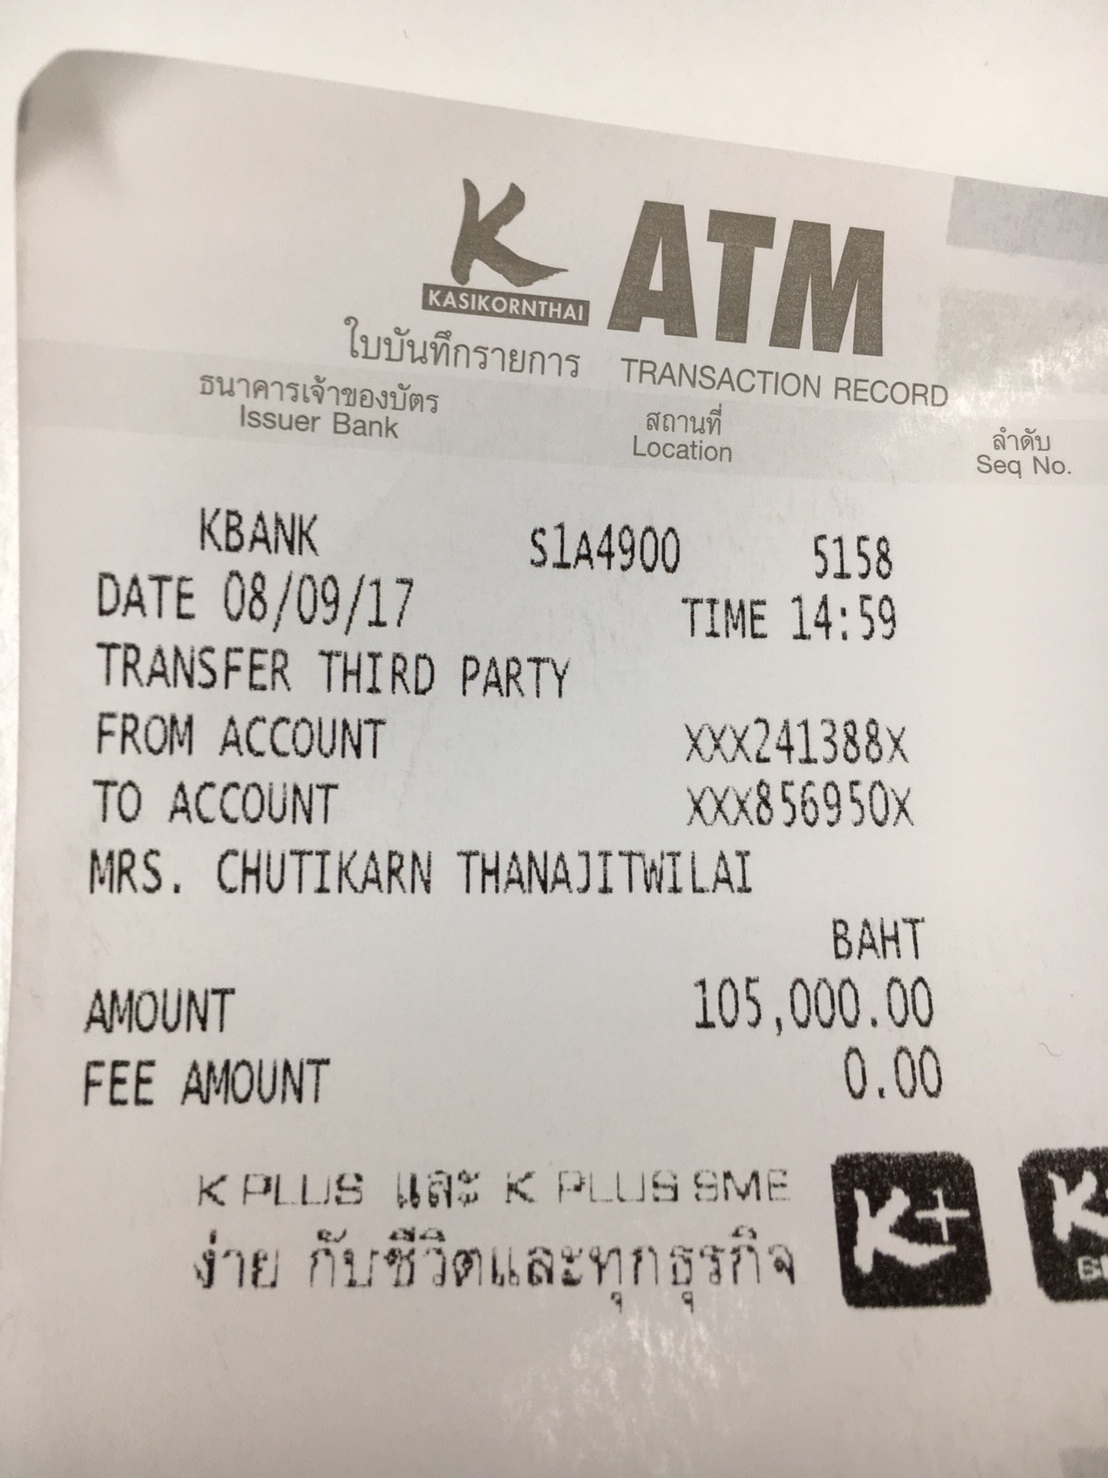 K ATM
KASIKORNTHAI
ใบบันทึกรายการ TRANSACTION RECORD
ธนาคารเจ้าของบัตร สถานที่ ลำดับ
Issuer Bank Location Seq No.
KBANK S1A4900 5158
DATE 08/09/17 TIME 14:59
TRANSFER THIRD PARTY
FROM ACCOUNT XXX241388X
TO ACCOUNT XXX856950X
MRS. CHUTIKARN THANAJITWILAI
BAHT
AMOUNT 105,000.00
FEE AMOUNT 0.00
K PLUS และ K PLUS SME K+ K
ง่าย กับชีวิตและทุกธุรกิจ